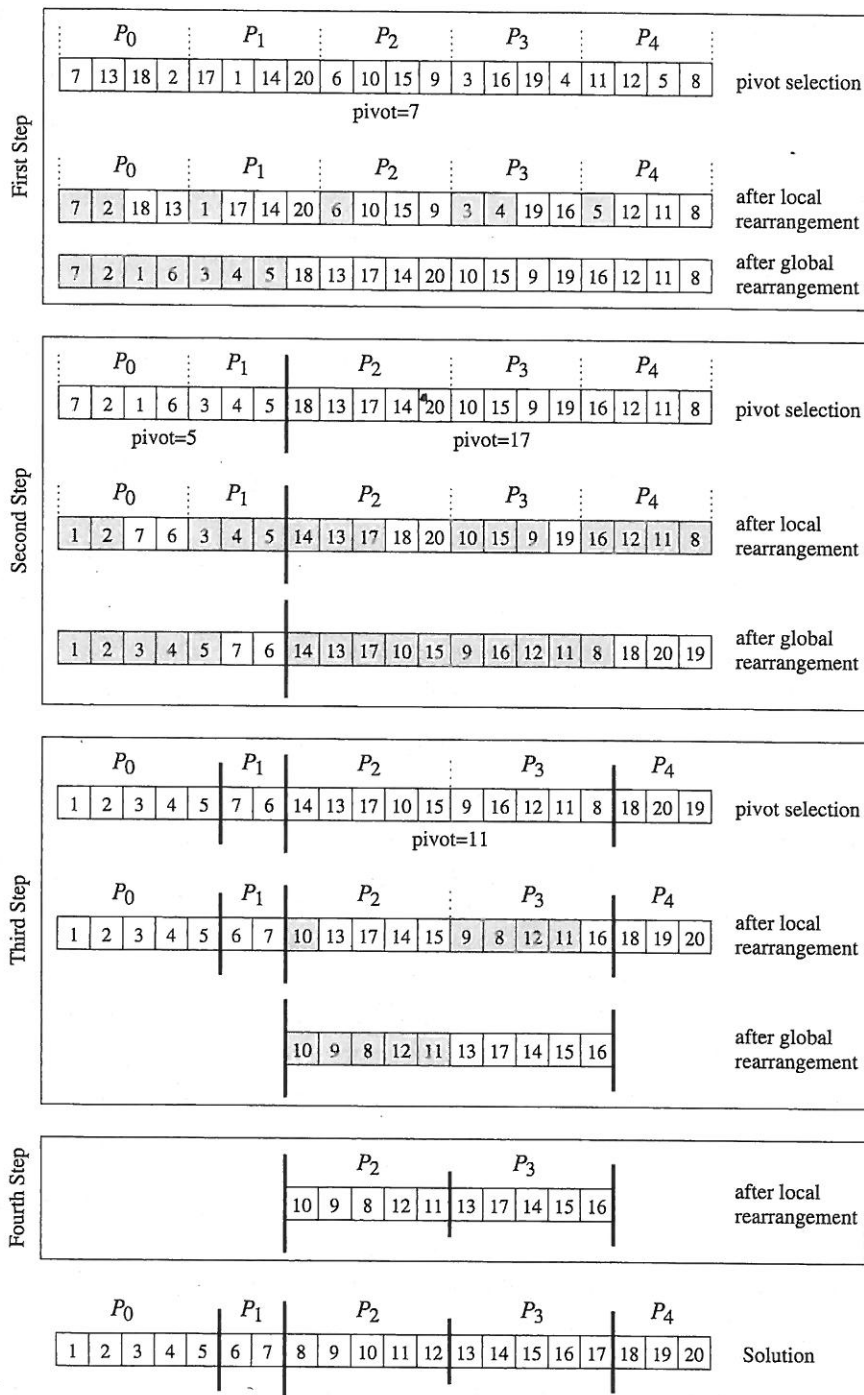 First Step
P0 P1 P2 P3 P4
7 13 18 2 17 1 14 20 6 10 15 9 3 16 19 4 11 12 5 8 pivot selection
pivot=7
P0 P1 P2 P3 P4
7 2 18 13 1 17 14 20 6 10 15 9 3 4 19 16 5 12 11 8 after local
rearrangement
7 2 1 6 3 4 5 18 13 17 14 20 10 15 9 19 16 12 11 8 after global
rearrangement
Second Step
P0 P1 P2 P3 P4
7 2 1 6 3 4 5 18 13 17 14 20 10 15 9 19 16 12 11 8 pivot selection
pivot=5 pivot=17
P0 P1 P2 P3 P4
1 2 7 6 3 4 5 14 13 17 18 20 10 15 9 19 16 12 11 8 after local
rearrangement
1 2 3 4 5 7 6 14 13 17 10 15 9 16 12 11 8 18 20 19 after global
rearrangement
Third Step
P0 P1 P2 P3 P4
1 2 3 4 5 7 6 14 13 17 10 15 9 16 12 11 8 18 20 19 pivot selection
pivot=11
P0 P1 P2 P3 P4
1 2 3 4 5 6 7 10 13 17 14 15 9 8 12 11 16 18 19 20 after local
rearrangement
10 9 8 12 11 13 17 14 15 16 after global
rearrangement
Fourth Step
P2 P3
10 9 8 12 11 13 17 14 15 16 after local
rearrangement
P0 P1 P2 P3 P4
1 2 3 4 5 6 7 8 9 10 11 12 13 14 15 16 17 18 19 20 Solution